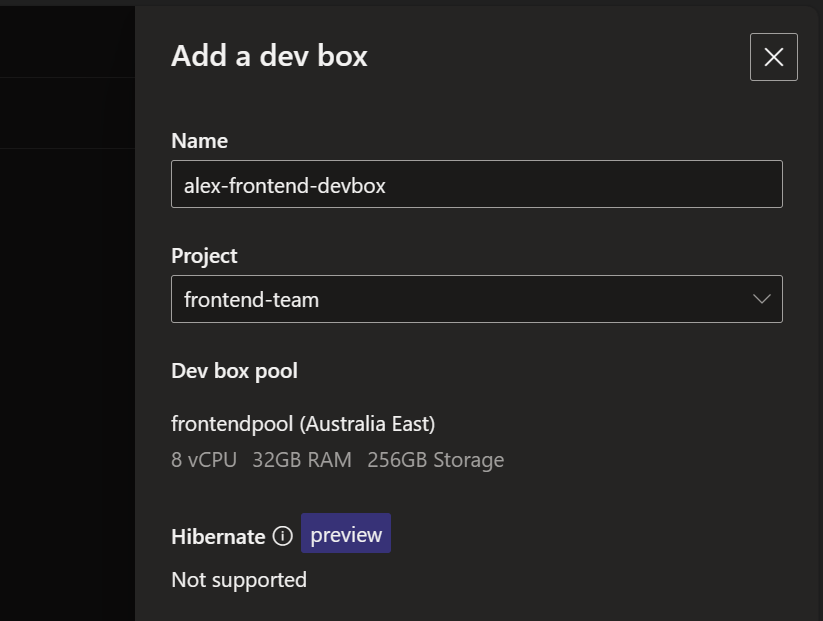 Add a dev box
Name
alex-frontend-devbox
Project
frontend-team
Dev box pool
frontendpool (Australia East)
8 vCPU 32GB RAM 256GB Storage
Hibernate preview
Not supported